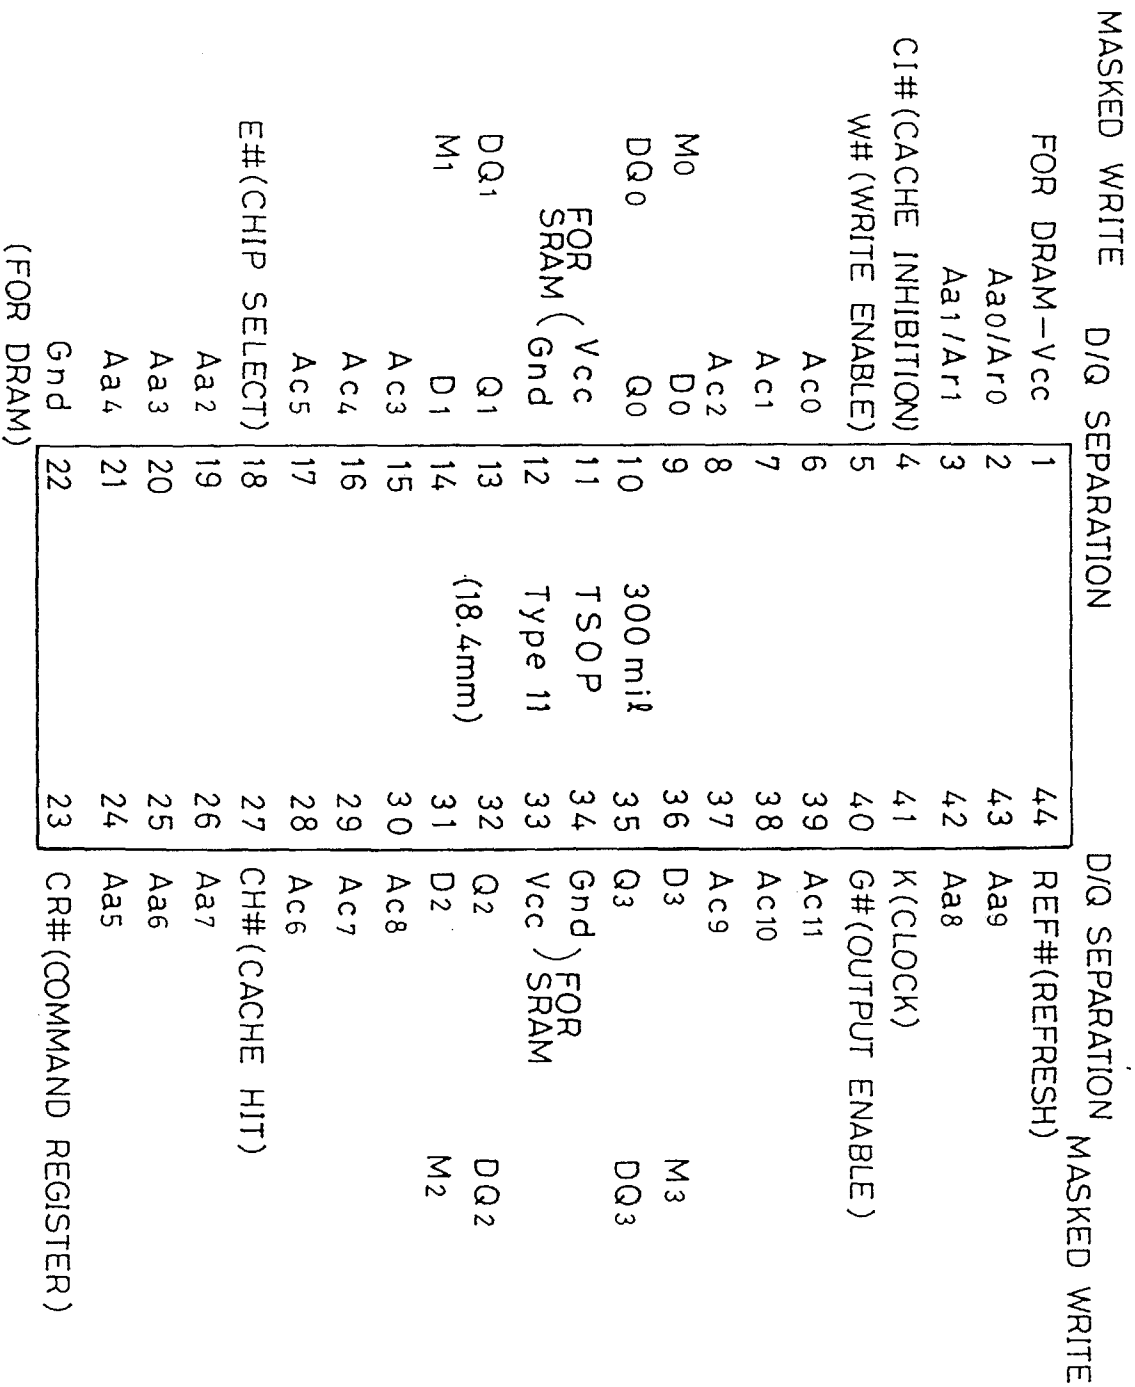 MASKED WRITE D/Q SEPARATION D/Q SEPARATION MASKED WRITE
FOR DRAM-Vcc 1 44 REF#(REFRESH)
Aa0/Ar0 2 43 Aa9
Aa1/Ar1 3 42 Aa8
CI#(CACHE INHIBITION) 4 41 K(CLOCK)
W#(WRITE ENABLE) 5 40 G#(OUTPUT ENABLE)
Ac0 6 39 Ac11
Ac1 7 38 Ac10
Ac2 8 37 Ac9
M0 D0 9 36 D3 M3
DQ0 Q0 10 300mil 35 Q3 DQ3
FOR SRAM ( Vcc 11 TSOP 34 Gnd ) FOR SRAM
Gnd 12 Type 11 33 Vcc
DQ1 Q1 13 32 Q2 DQ2
M1 D1 14 (18.4mm) 31 D2 M2
Ac3 15 30 Ac8
Ac4 16 29 Ac7
Ac5 17 28 Ac6
E#(CHIP SELECT) 18 27 CH#(CACHE HIT)
Aa2 19 26 Aa7
Aa3 20 25 Aa6
Aa4 21 24 Aa5
Gnd 22 23 CR#(COMMAND REGISTER)
(FOR DRAM)